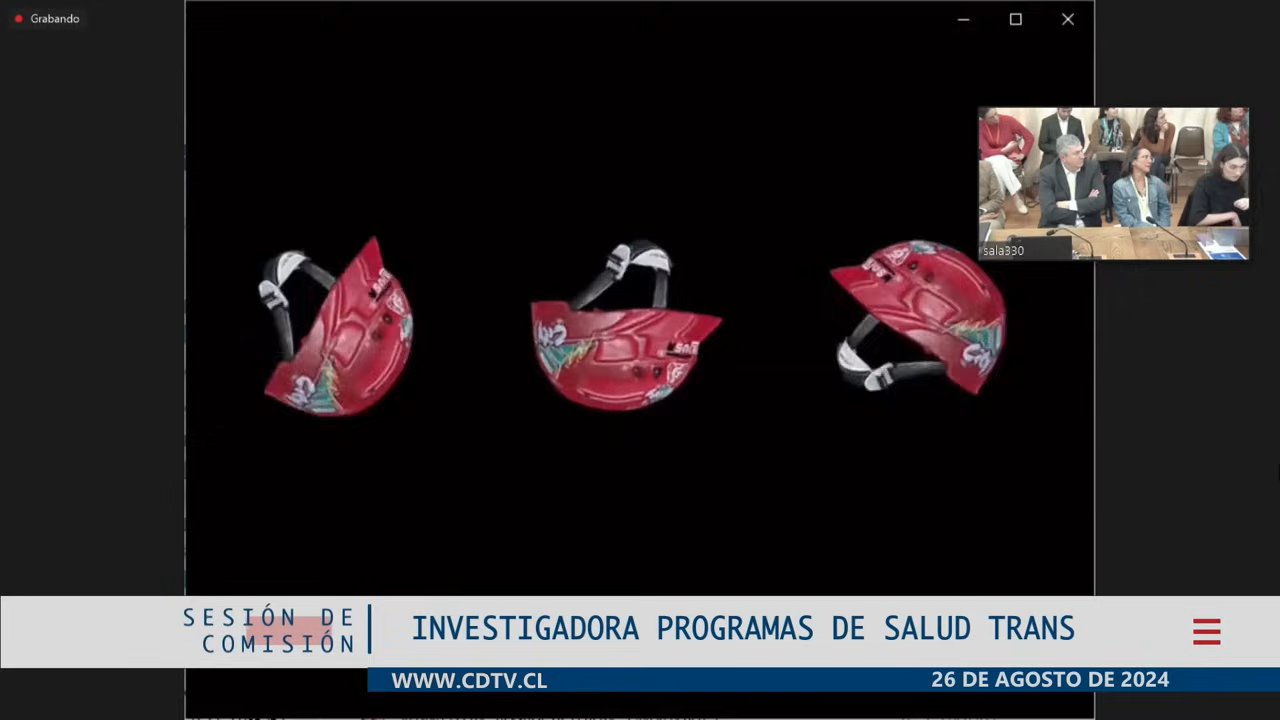 Grabando
sala330
SESIÓN DE
COMISIÓN
INVESTIGADORA PROGRAMAS DE SALUD TRANS
WWW.CDTV.CL
26 DE AGOSTO DE 2024